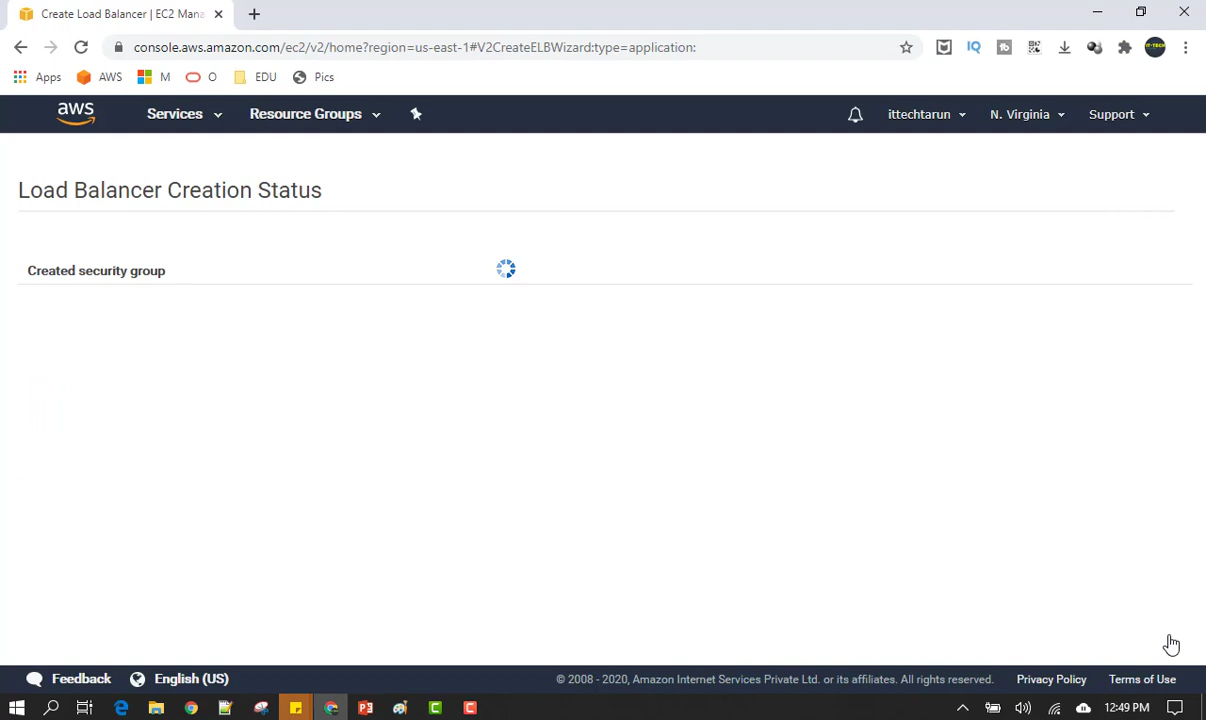 Create Load Balancer | EC2 Mana
console.aws.amazon.com/ec2/v2/home?region=us-east-1#V2CreateELBWizard:type=application:
Apps AWS M O EDU Pics
aws Services Resource Groups ittechtarun N. Virginia Support
Load Balancer Creation Status
Created security group
Feedback English (US) © 2008 - 2020, Amazon Internet Services Private Ltd. or its affiliates. All rights reserved. Privacy Policy Terms of Use
12:49 PM